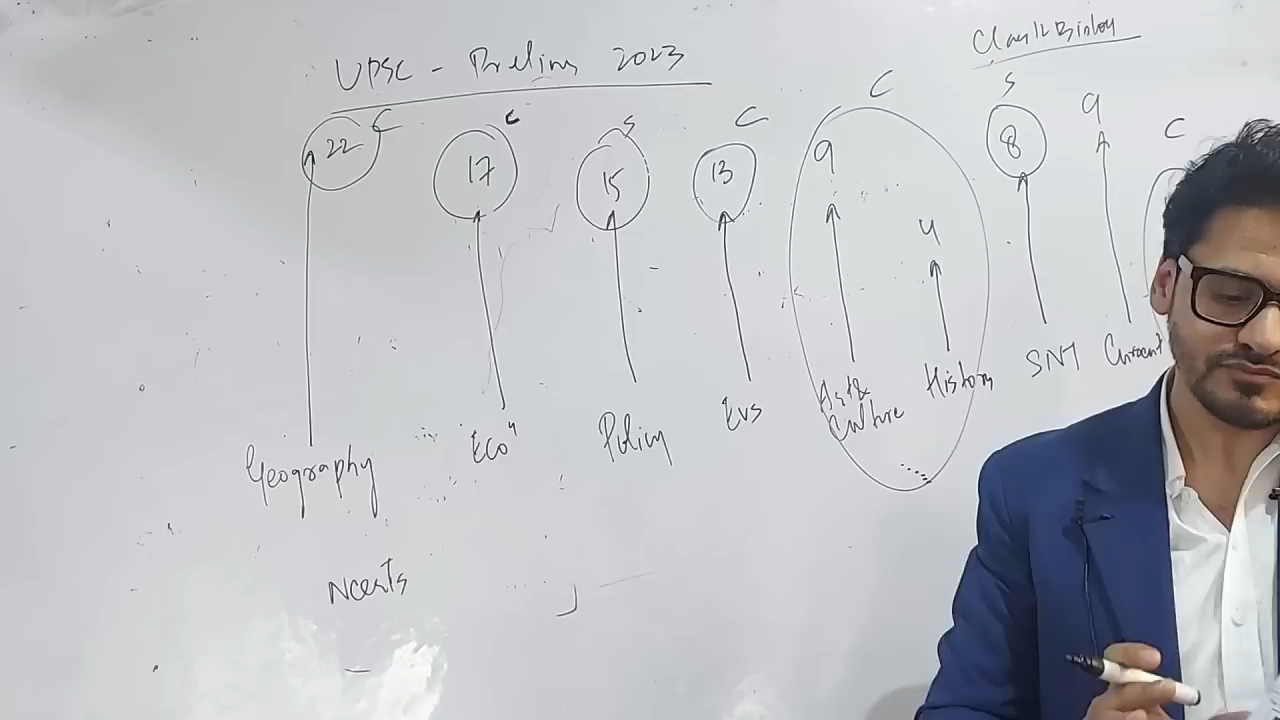 Class 12 Biology
UPSC - Prelims 2023
C C S C C S C
22 17 15 13 9 4 8 9
Geography Eco" Policy EVS Art & Culture History SNT Current
Ncerts